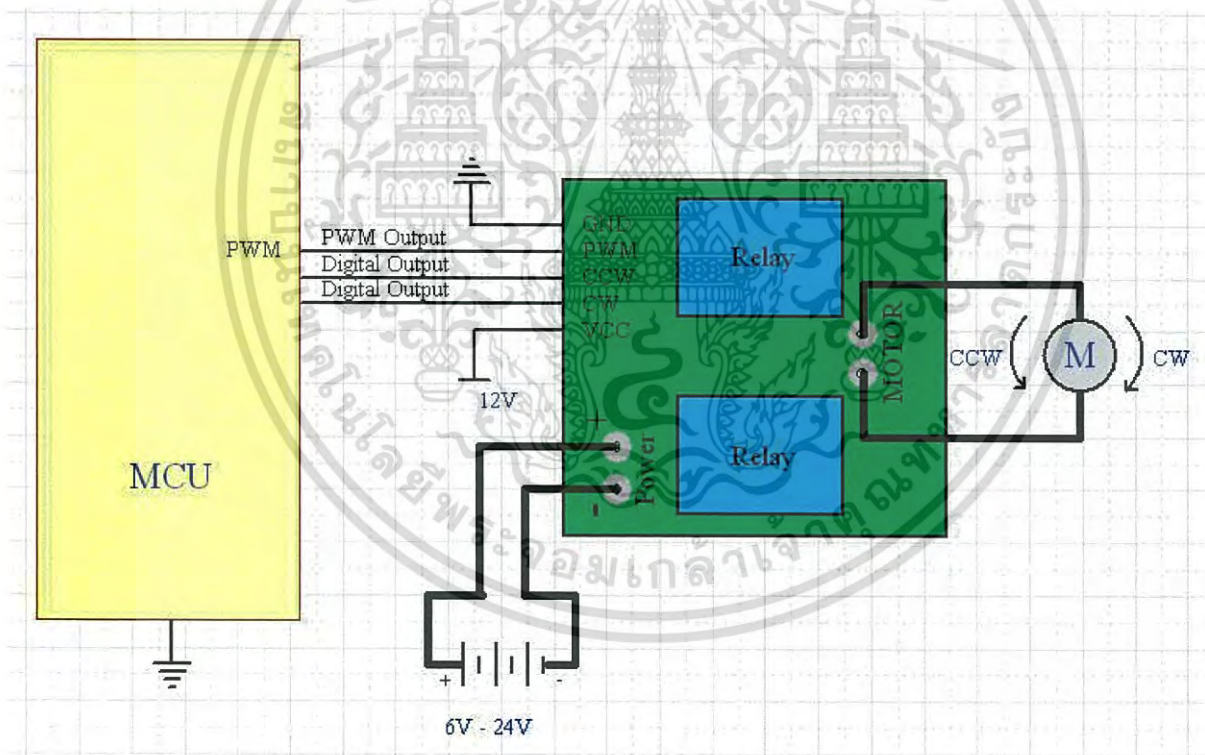 PWM
PWM Output
Digital Output
Digital Output
MCU
GND
PWM
CCW
CW
VCC
12V
Relay
Relay
MOTOR
+
Power
-
CCW
M
CW
+
-
6V - 24V